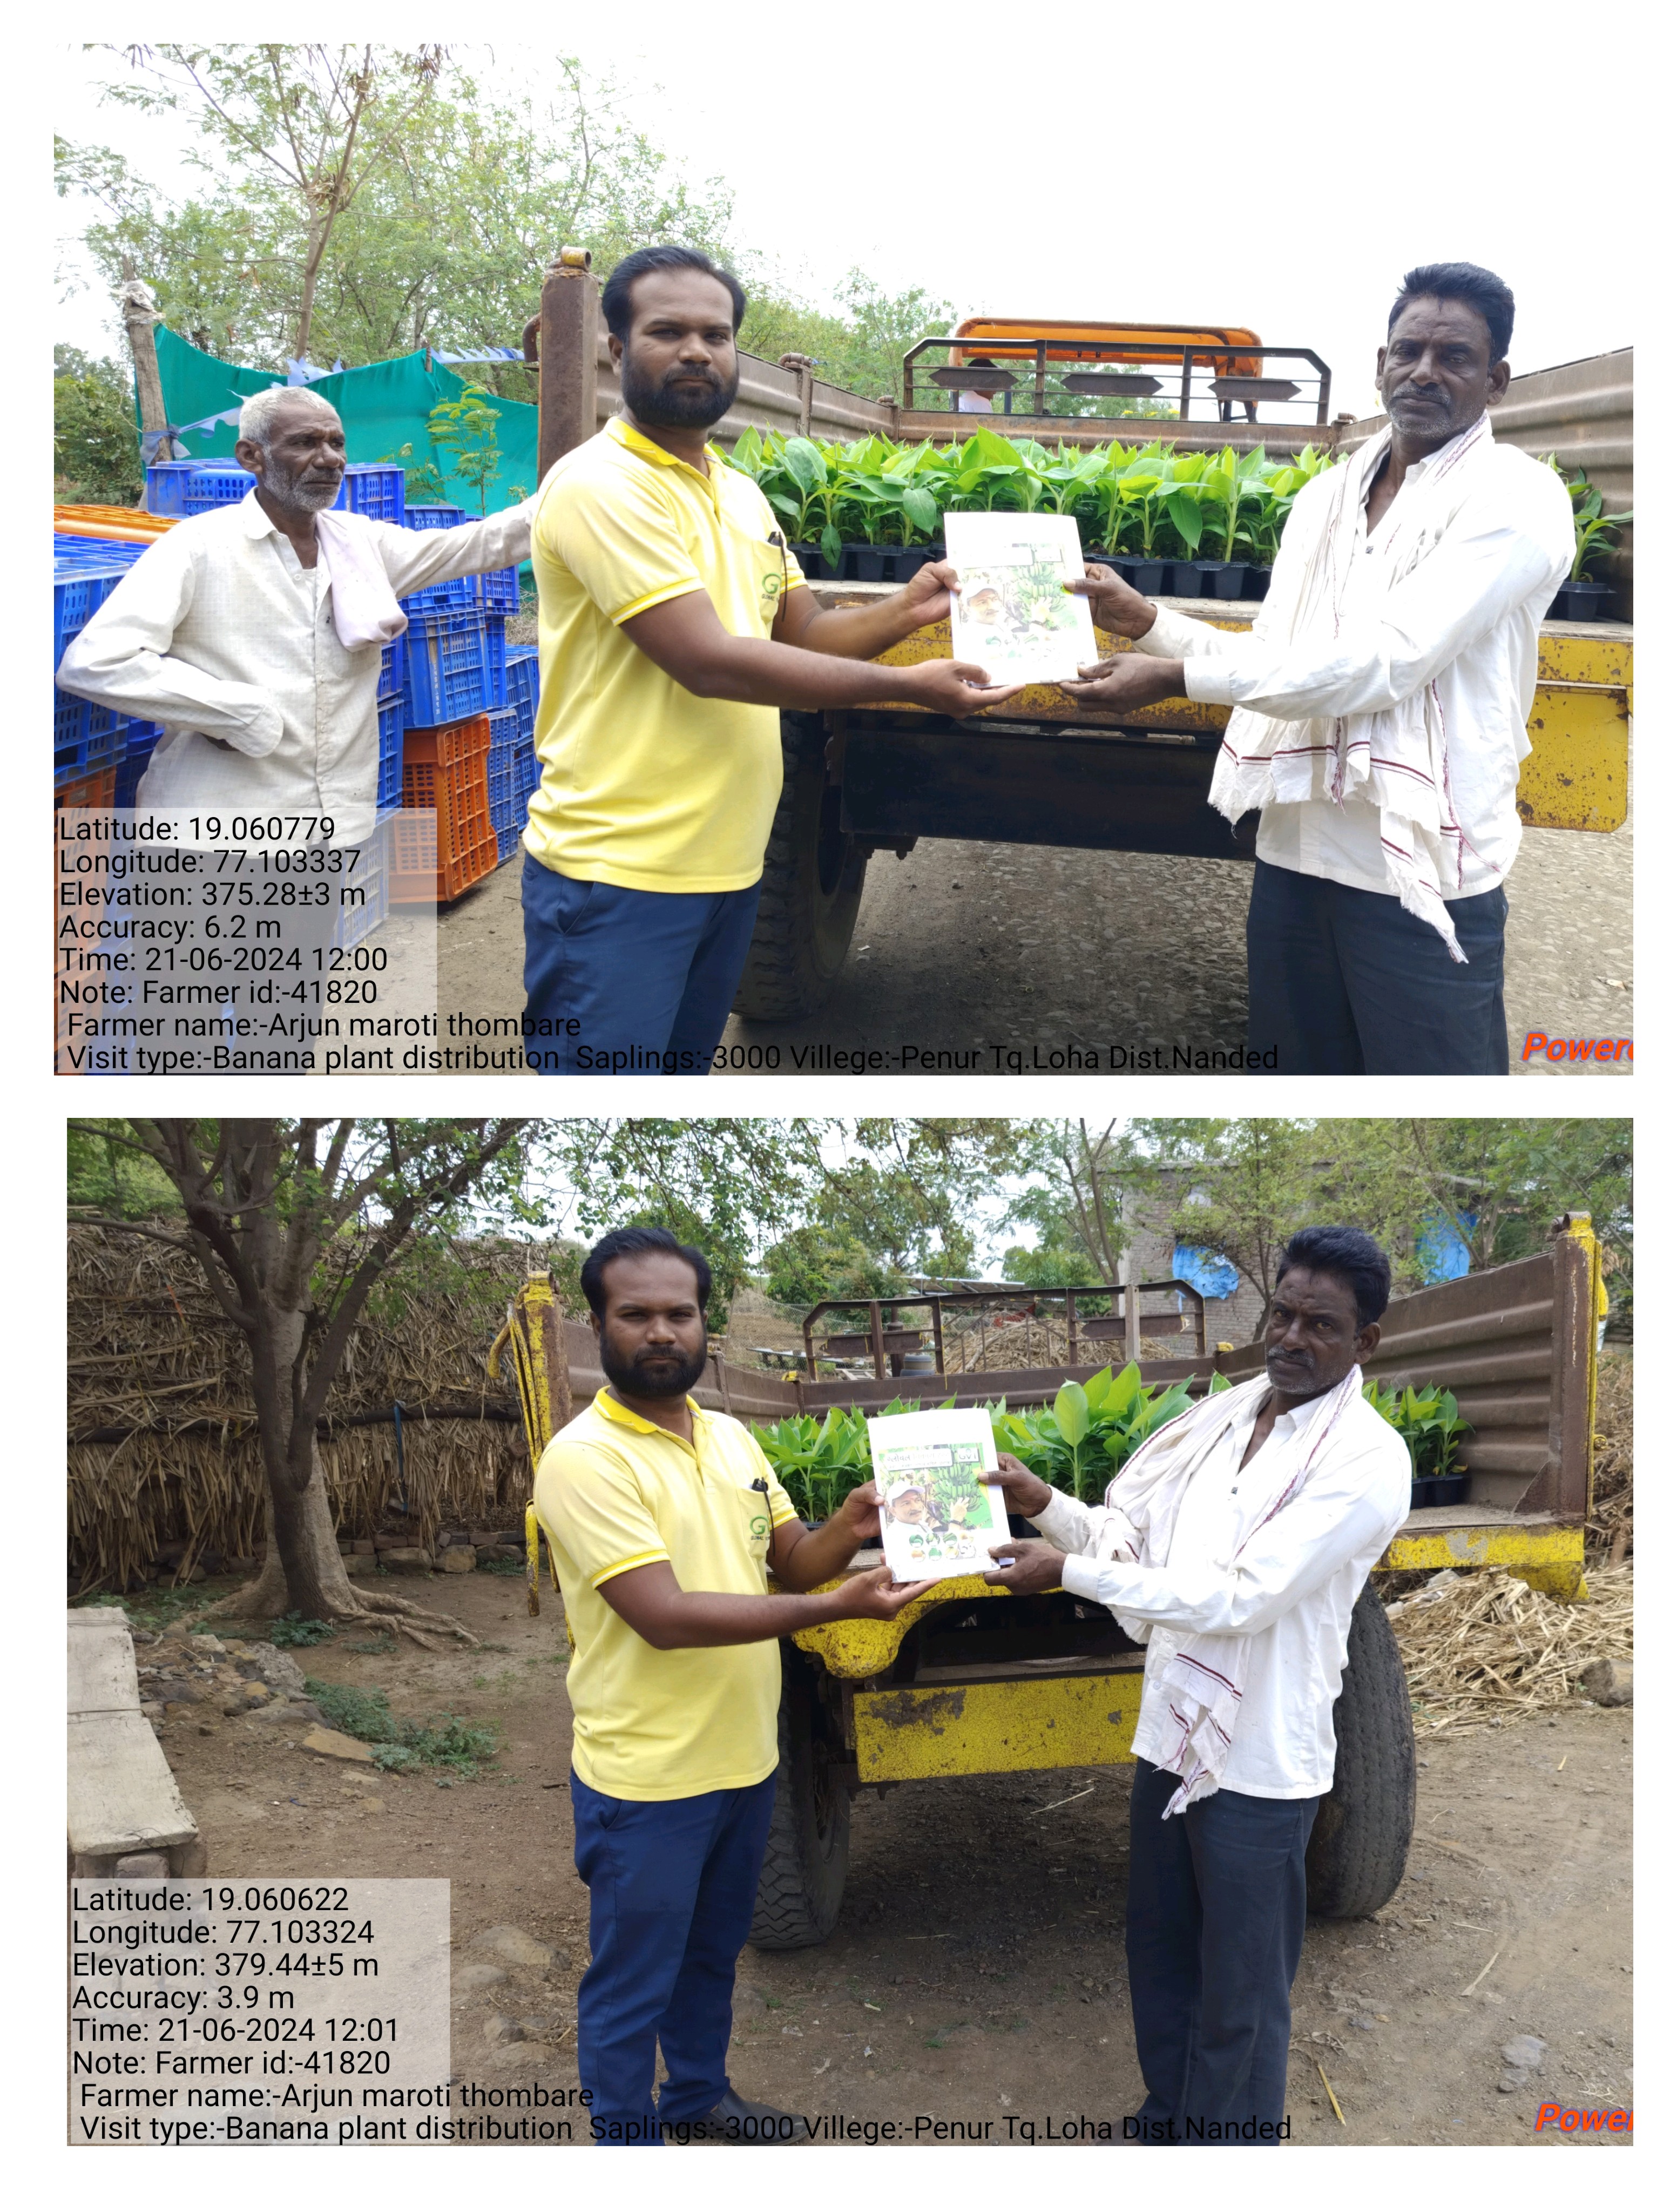 Latitude: 19.060779
Longitude: 77.103337
Elevation: 375.28±3 m
Accuracy: 6.2 m
Time: 21-06-2024 12:00
Note: Farmer id:-41820
Farmer name:-Arjun maroti thombare
Visit type:-Banana plant distribution Saplings:-3000 Villege:-Penur Tq.Loha Dist.Nanded
Latitude: 19.060622
Longitude: 77.103324
Elevation: 379.44±5 m
Accuracy: 3.9 m
Time: 21-06-2024 12:01
Note: Farmer id:-41820
Farmer name:-Arjun maroti thombare
Visit type:-Banana plant distribution Saplings:-3000 Villege:-Penur Tq.Loha Dist.Nanded